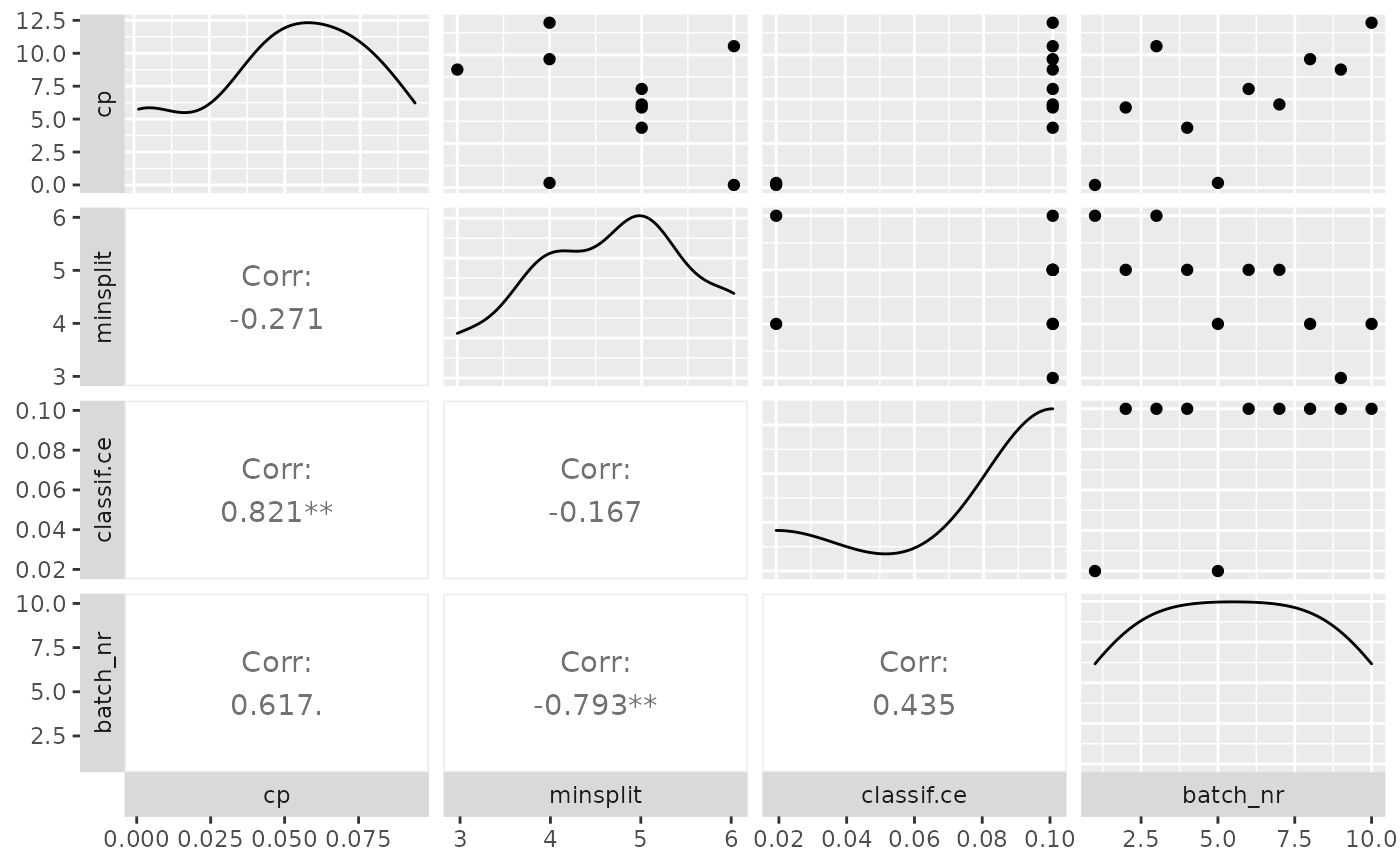 12.5
10.0
7.5
5.0
2.5
0.0
cp
6
5
4
3
minsplit
Corr:
-0.271
0.10
0.08
0.06
0.04
0.02
classif.ce
Corr:
0.821**
Corr:
-0.167
10.0
7.5
5.0
2.5
batch_nr
Corr:
0.617.
Corr:
-0.793**
Corr:
0.435
cp minsplit classif.ce batch_nr
0.000 0.025 0.050 0.075 3 4 5 6 0.02 0.04 0.06 0.08 0.10 2.5 5.0 7.5 10.0